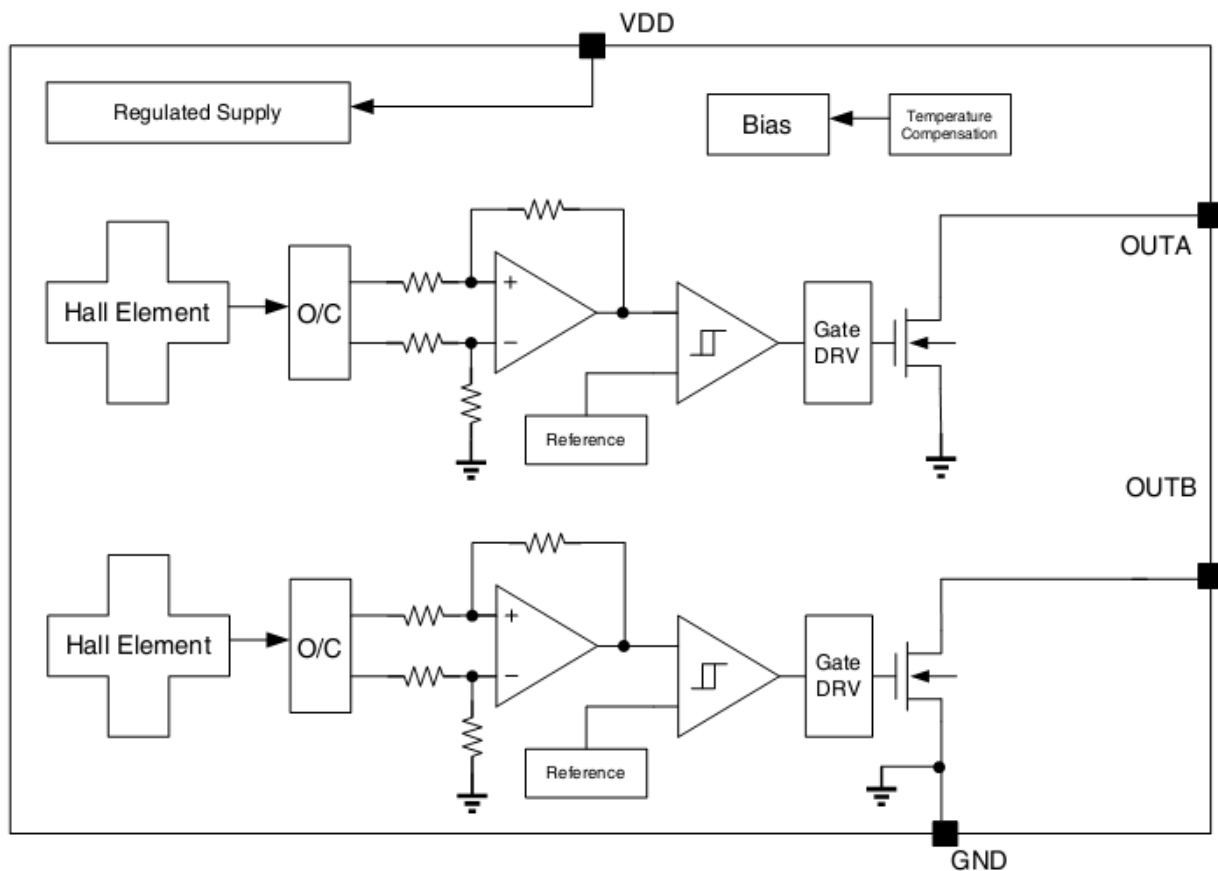 VDD
Regulated Supply
Bias
Temperature
Compensation
OUTA
Hall Element
O/C
+
−
Gate
DRV
Reference
OUTB
Hall Element
O/C
+
−
Gate
DRV
Reference
GND